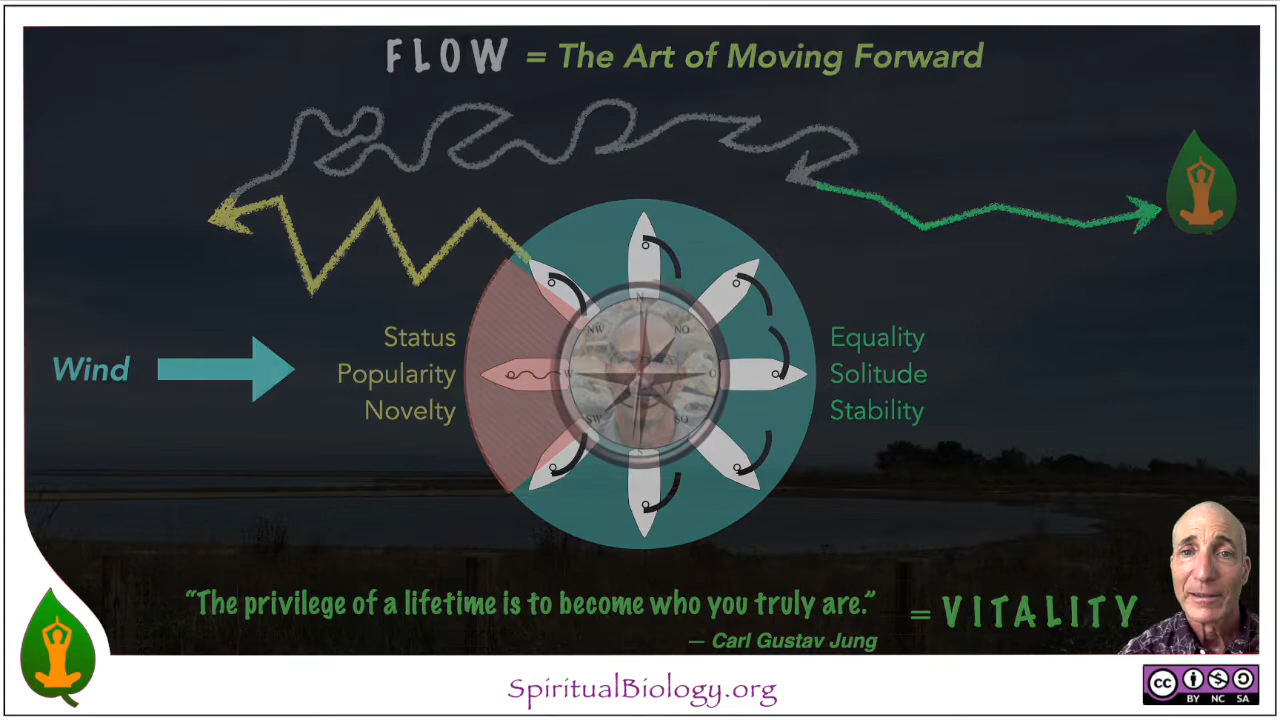 FLOW = The Art of Moving Forward
Wind
Status
Popularity
Novelty
N
NW
NO
W
O
SW
SO
S
Equality
Solitude
Stability
“The privilege of a lifetime is to become who you truly are.”
— Carl Gustav Jung
= VITALITY
SpiritualBiology.org
CC
BY NC SA